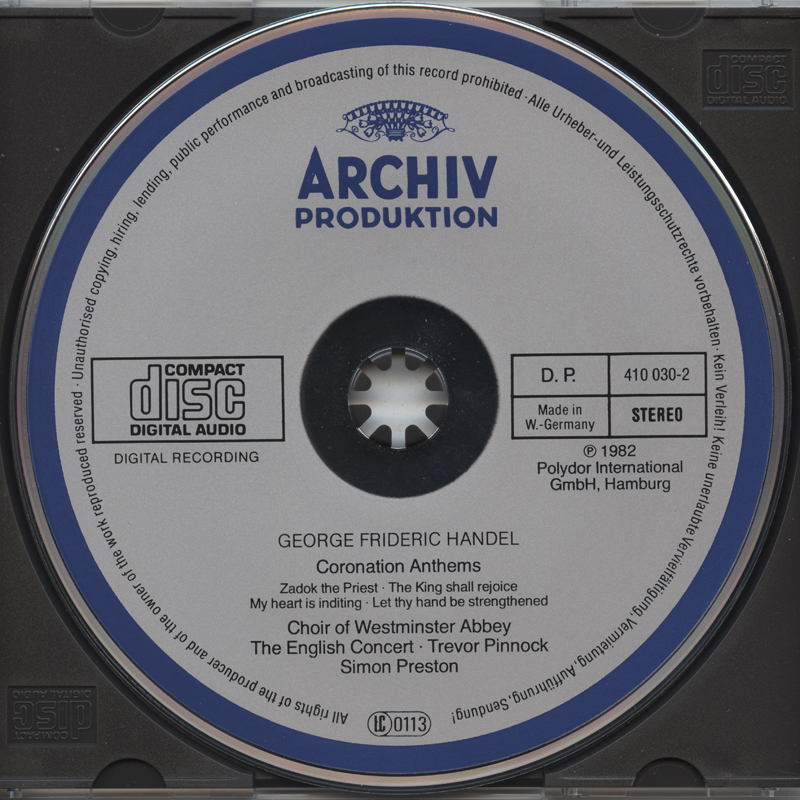 All rights of the producer and of the owner of the work reproduced reserved · Unauthorised copying, hiring, lending, public performance and broadcasting of this record prohibited · Alle Urheber- und Leistungsschutzrechte vorbehalten · Kein Verleih! Keine unerlaubte Vervielfältigung, Vermietung, Aufführung, Sendung!
ARCHIV
PRODUKTION
COMPACT
disc
DIGITAL AUDIO
DIGITAL RECORDING
D. P.
410 030-2
Made in
W.-Germany
STEREO
℗ 1982
Polydor International
GmbH, Hamburg
GEORGE FRIDERIC HANDEL
Coronation Anthems
Zadok the Priest · The King shall rejoice
My heart is inditing · Let thy hand be strengthened
Choir of Westminster Abbey
The English Concert · Trevor Pinnock
Simon Preston
LC 0113
COMPACT
disc
DIGITAL AUDIO
COMPACT
disc
DIGITAL AUDIO